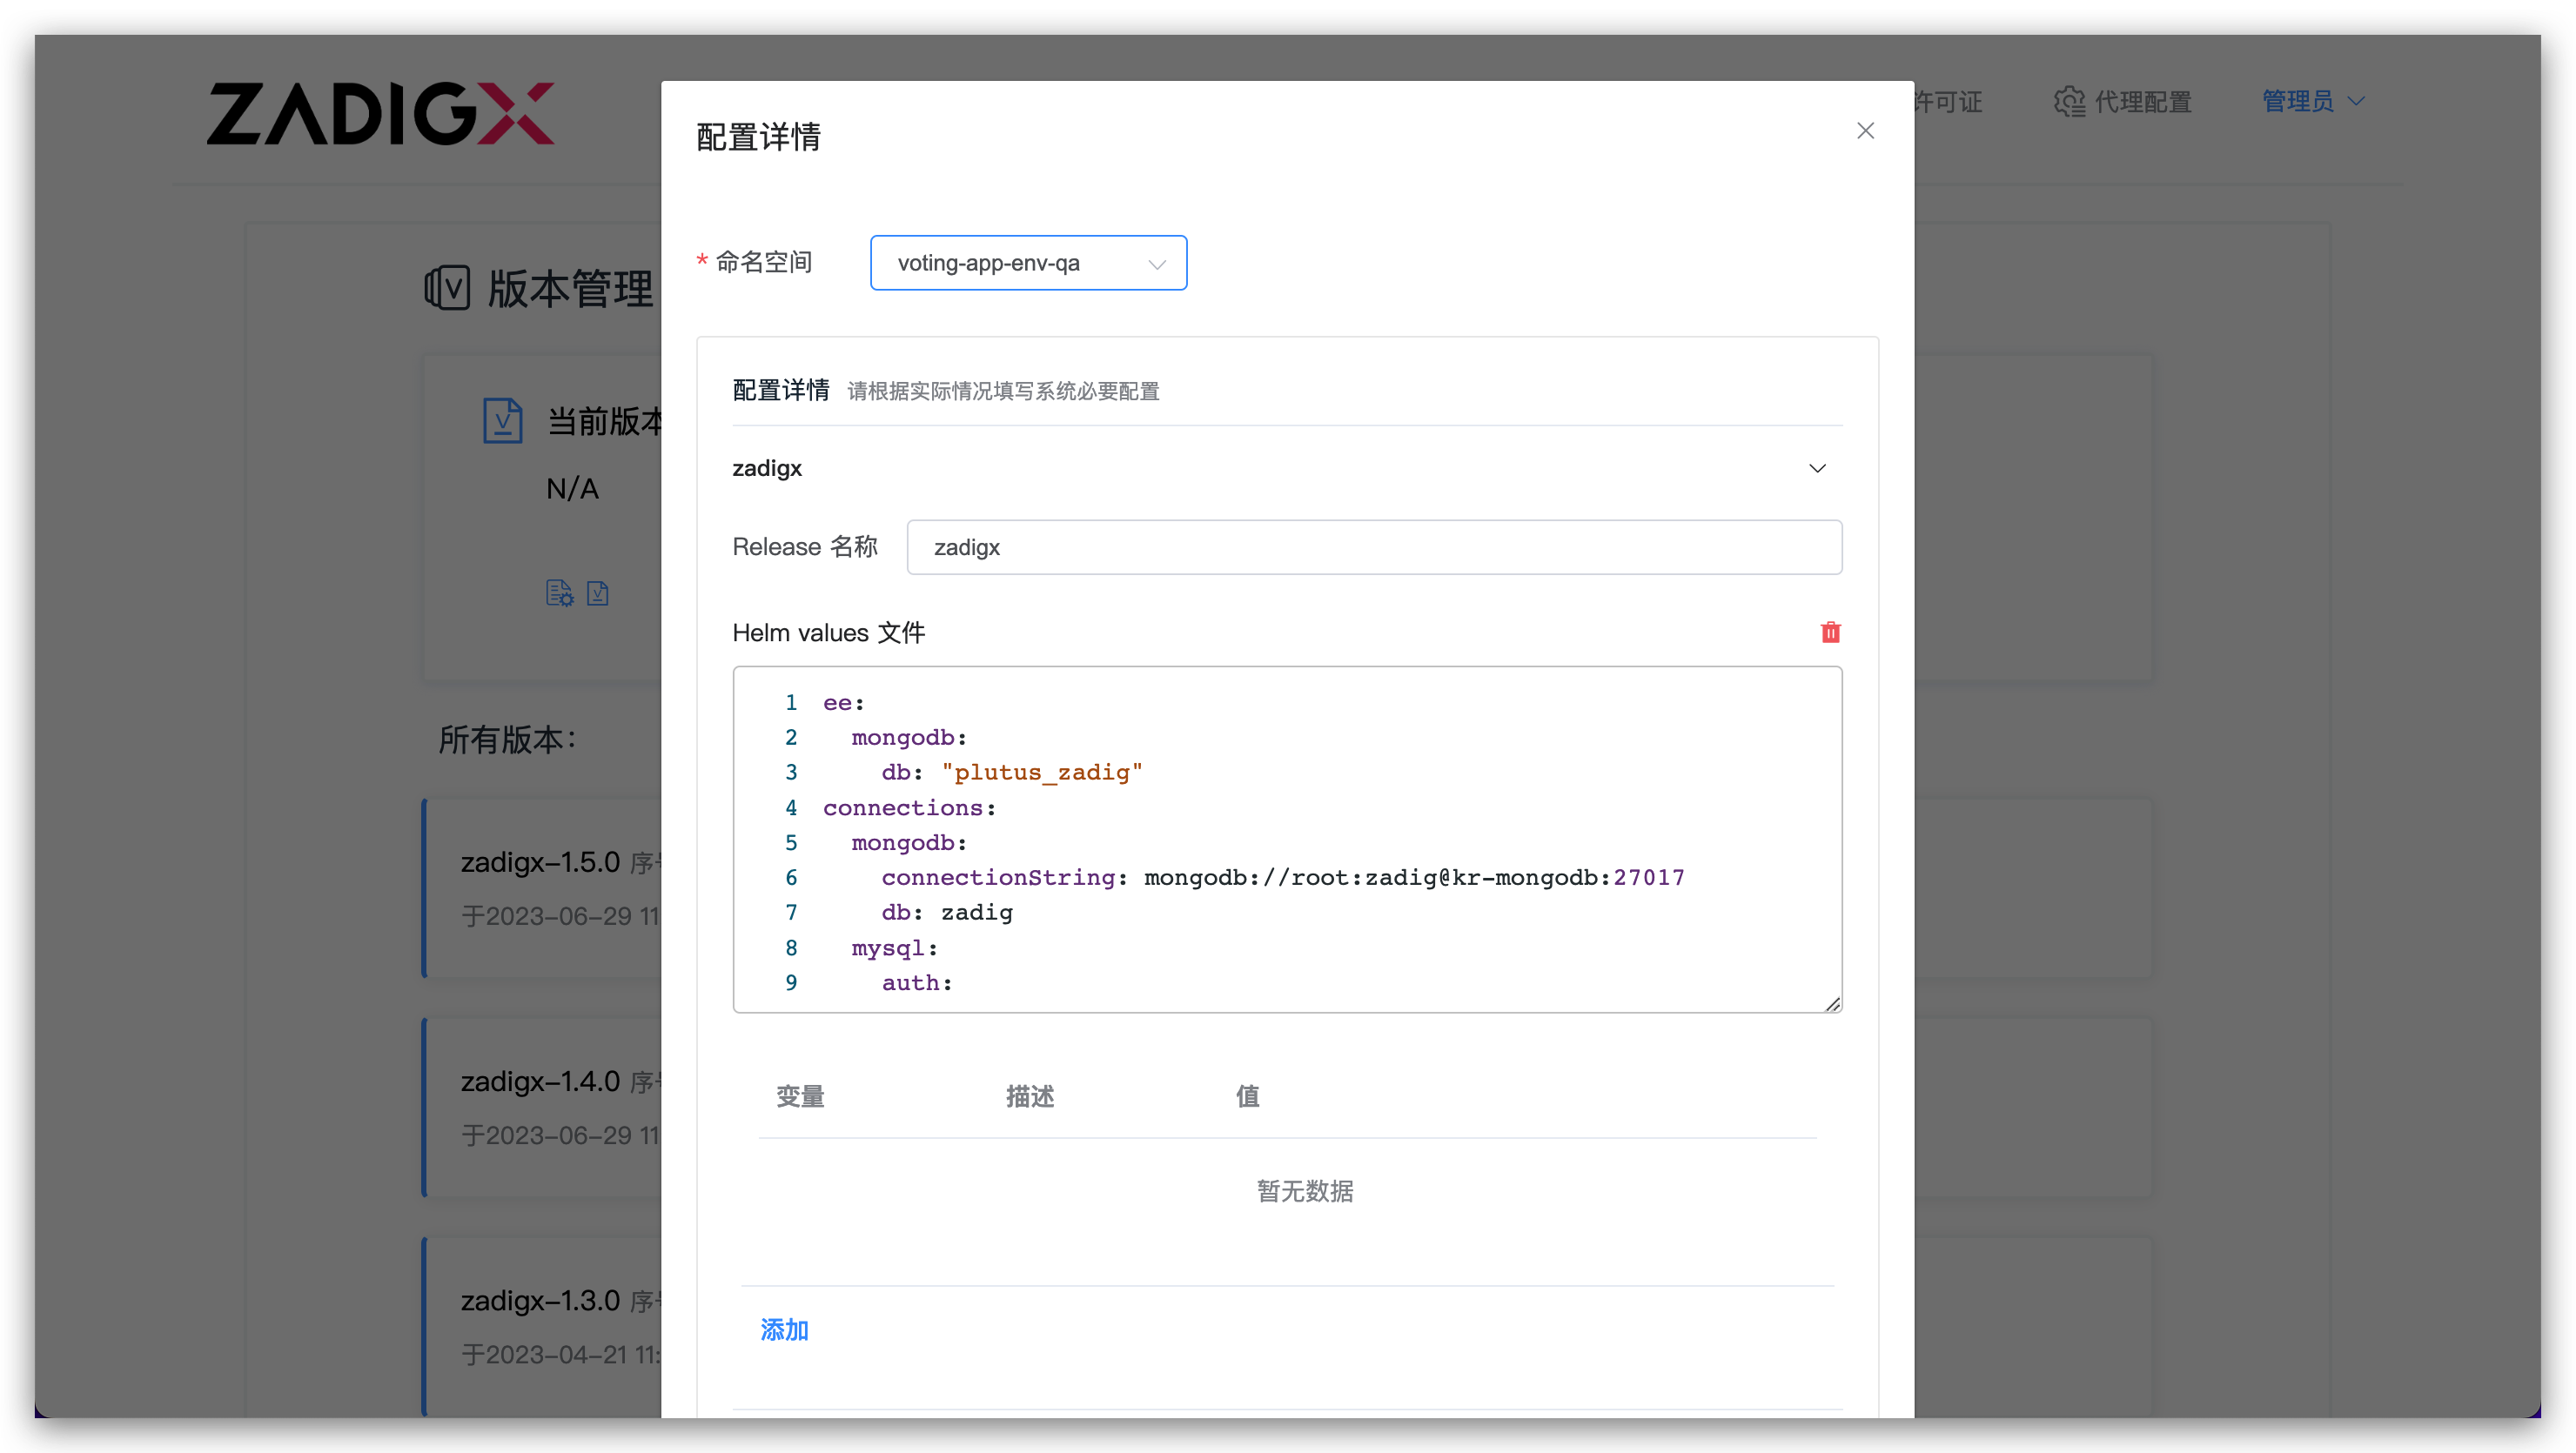 ZADIGX
许可证
代理配置
管理员
配置详情
* 命名空间
voting-app-env-qa
版本管理
配置详情 请根据实际情况填写系统必要配置
当前版本
zadigx
N/A
Release 名称 zadigx
Helm values 文件
1 ee:
2   mongodb:
3     db: "plutus_zadig"
4 connections:
5   mongodb:
6     connectionString: mongodb://root:zadig@kr-mongodb:27017
7     db: zadig
8   mysql:
9     auth:
所有版本：
zadigx-1.5.0 序号
于2023-06-29 11
zadigx-1.4.0 序号
于2023-06-29 11
zadigx-1.3.0 序号
于2023-04-21 11:
变量 描述 值
暂无数据
添加